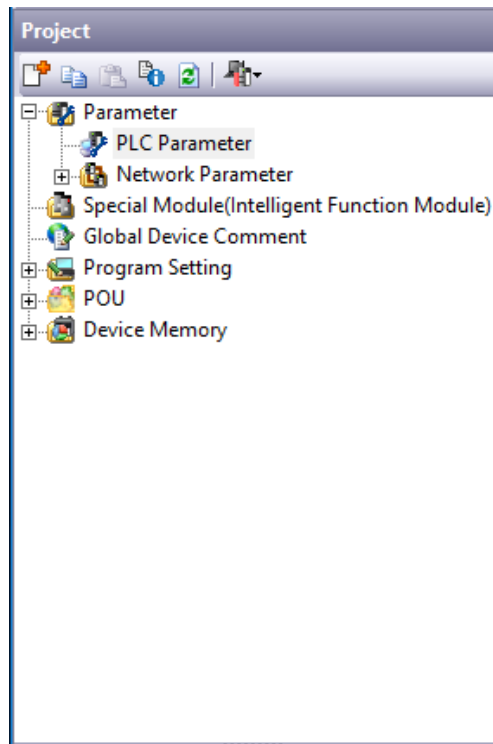 Project
Parameter
PLC Parameter
Network Parameter
Special Module(Intelligent Function Module)
Global Device Comment
Program Setting
POU
Device Memory